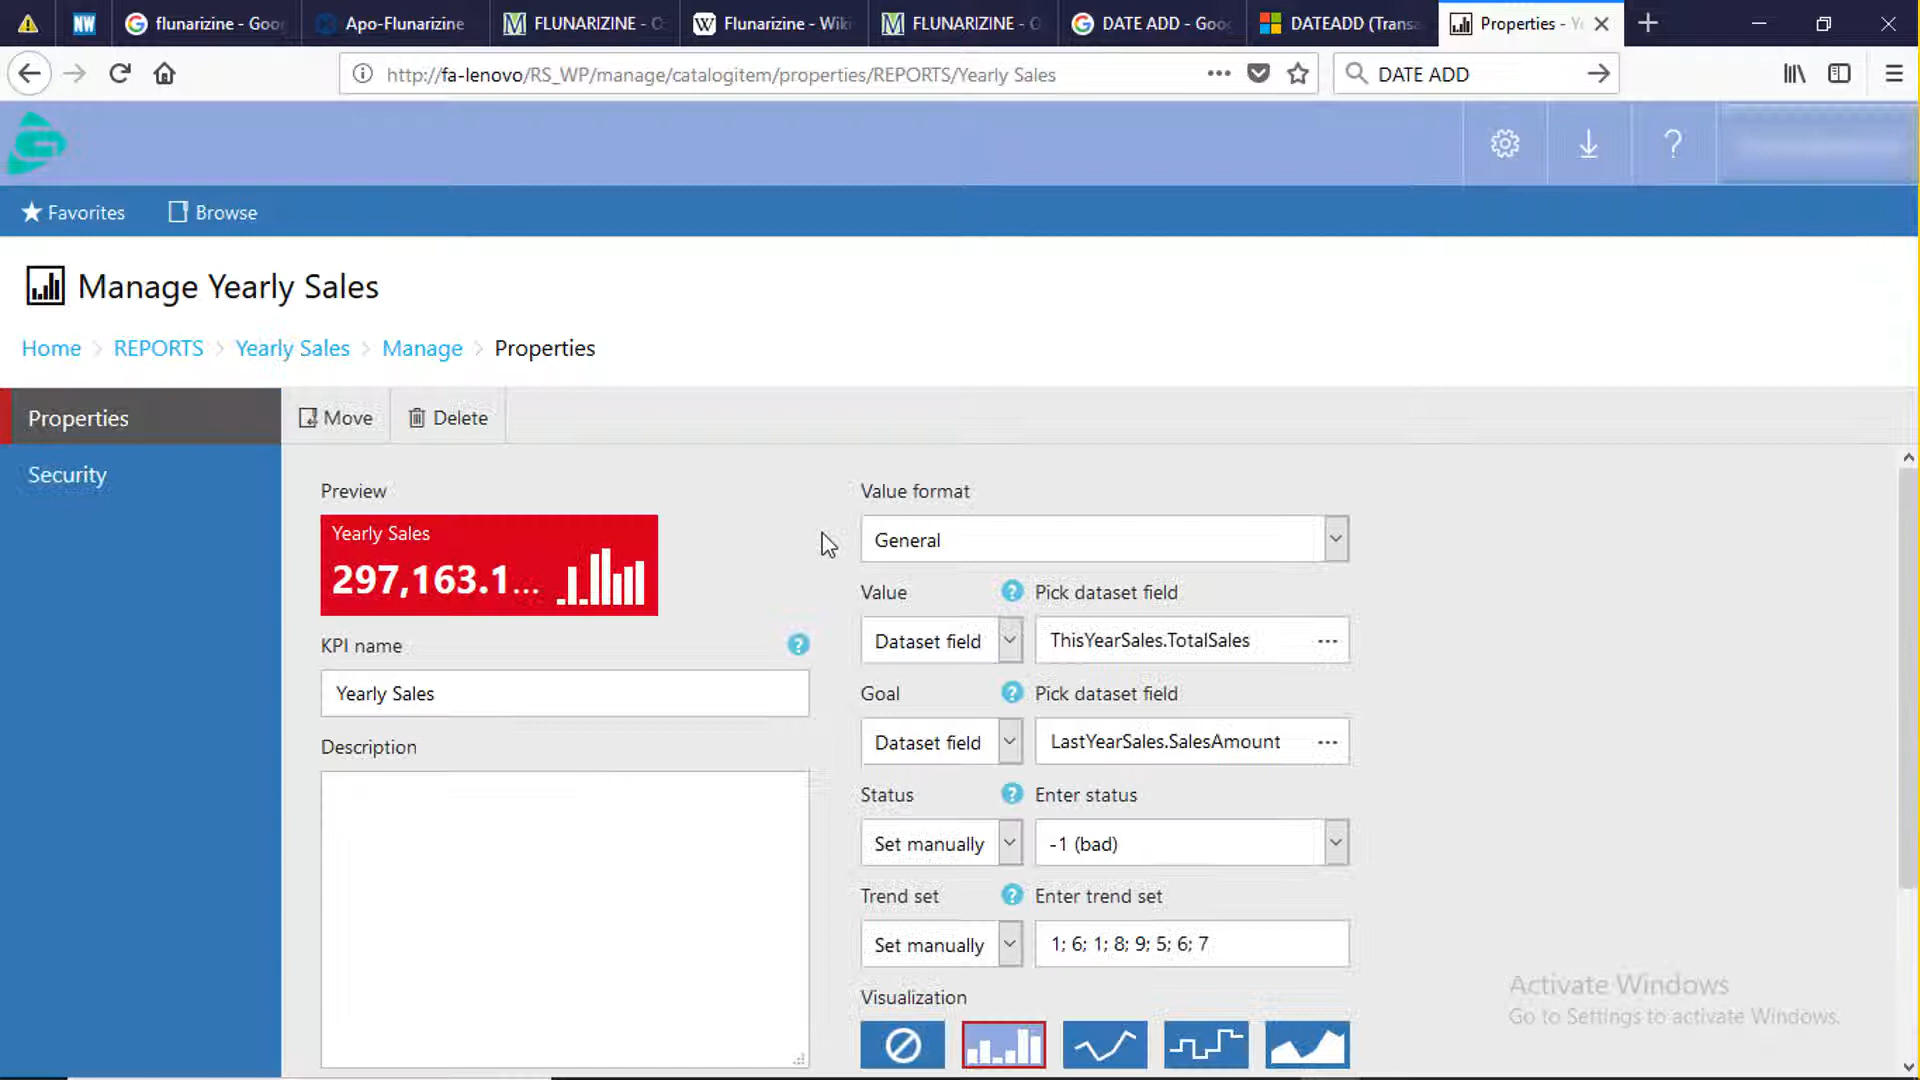 NW
flunarizine - Goo
Apo-Flunarizine
FLUNARIZINE - O
Flunarizine - Wiki
FLUNARIZINE - O
DATE ADD - Goo
DATEADD (Transa
Properties - Y
http://fa-lenovo/RS_WP/manage/catalogitem/properties/REPORTS/Yearly Sales
DATE ADD
Favorites
Browse
Manage Yearly Sales
Home > REPORTS > Yearly Sales > Manage > Properties
Properties
Move
Delete
Security
Preview
Yearly Sales
297,163.1...
KPI name
Yearly Sales
Description
Value format
General
Value
Pick dataset field
Dataset field
ThisYearSales.TotalSales
Goal
Pick dataset field
Dataset field
LastYearSales.SalesAmount
Status
Enter status
Set manually
-1 (bad)
Trend set
Enter trend set
Set manually
1; 6; 1; 8; 9; 5; 6; 7
Visualization
Activate Windows
Go to Settings to activate Windows.